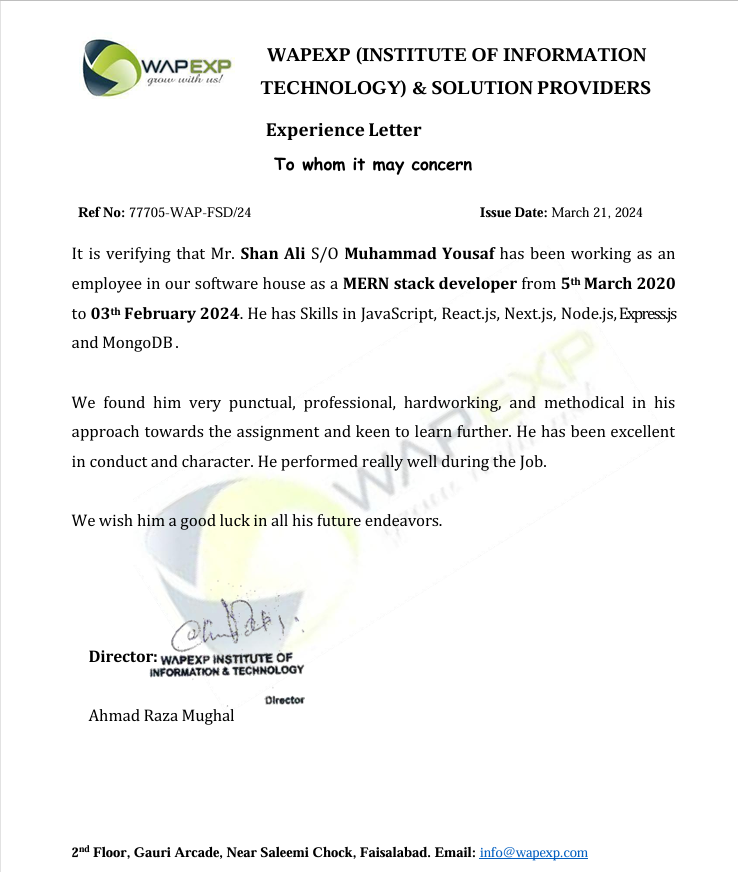 WAPEXP
grow with us!
WAPEXP (INSTITUTE OF INFORMATION
TECHNOLOGY) & SOLUTION PROVIDERS
Experience Letter
To whom it may concern
Ref No: 77705-WAP-FSD/24 Issue Date: March 21, 2024
It is verifying that Mr. Shan Ali S/O Muhammad Yousaf has been working as an
employee in our software house as a MERN stack developer from 5th March 2020
to 03th February 2024. He has Skills in JavaScript, React.js, Next.js, Node.js, Express.js
and MongoDB.
We found him very punctual, professional, hardworking, and methodical in his
approach towards the assignment and keen to learn further. He has been excellent
in conduct and character. He performed really well during the Job.
We wish him a good luck in all his future endeavors.
WAPEXP
grow with us!
Director: WAPEXP INSTITUTE OF
INFORMATION & TECHNOLOGY
Director
Ahmad Raza Mughal
2nd Floor, Gauri Arcade, Near Saleemi Chock, Faisalabad. Email: info@wapexp.com